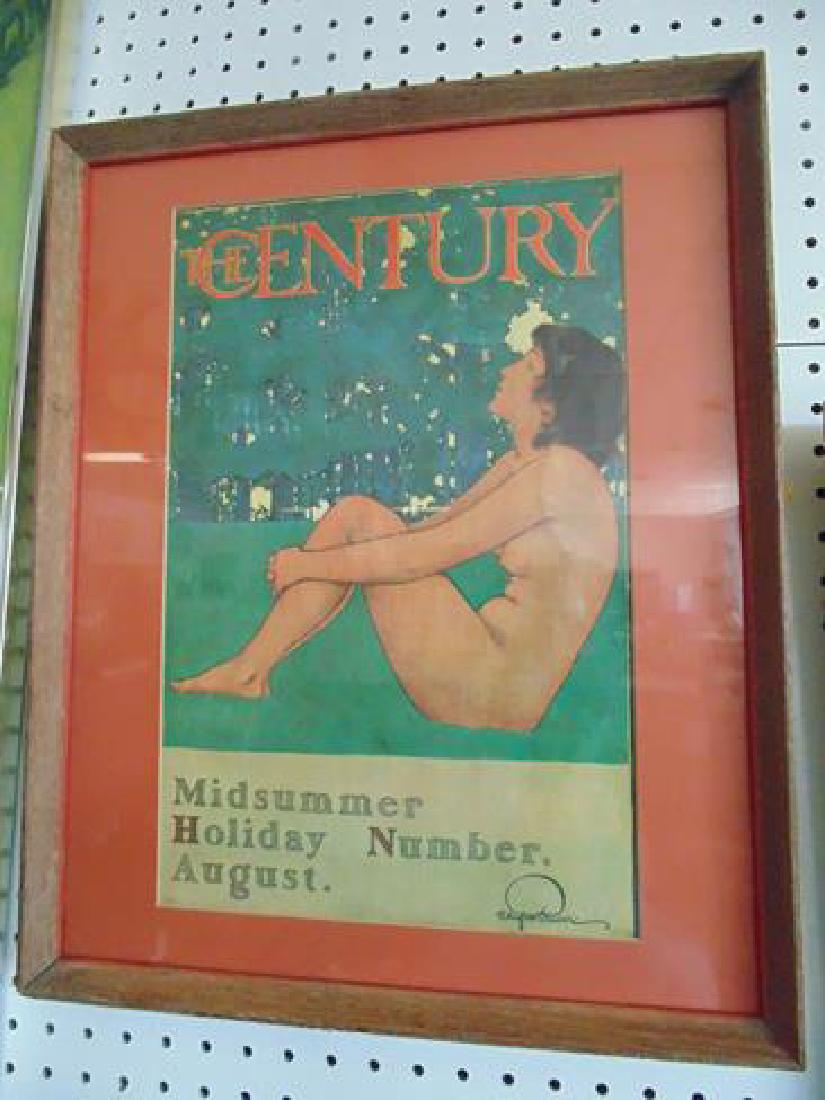 THE CENTURY
Midsummer
Holiday Number.
August.